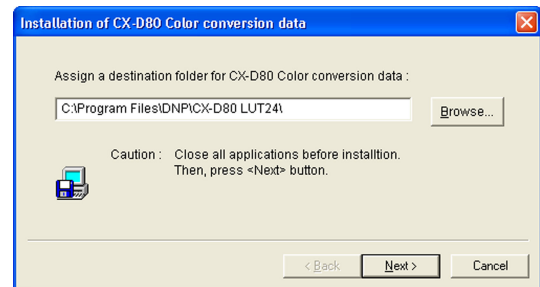 Installation of CX-D80 Color conversion data
Assign a destination folder for CX-D80 Color conversion data :
C:\Program Files\DNP\CX-D80 LUT24\
Browse...
Caution : Close all applications before installtion.
Then, press <Next> button.
< Back Next > Cancel